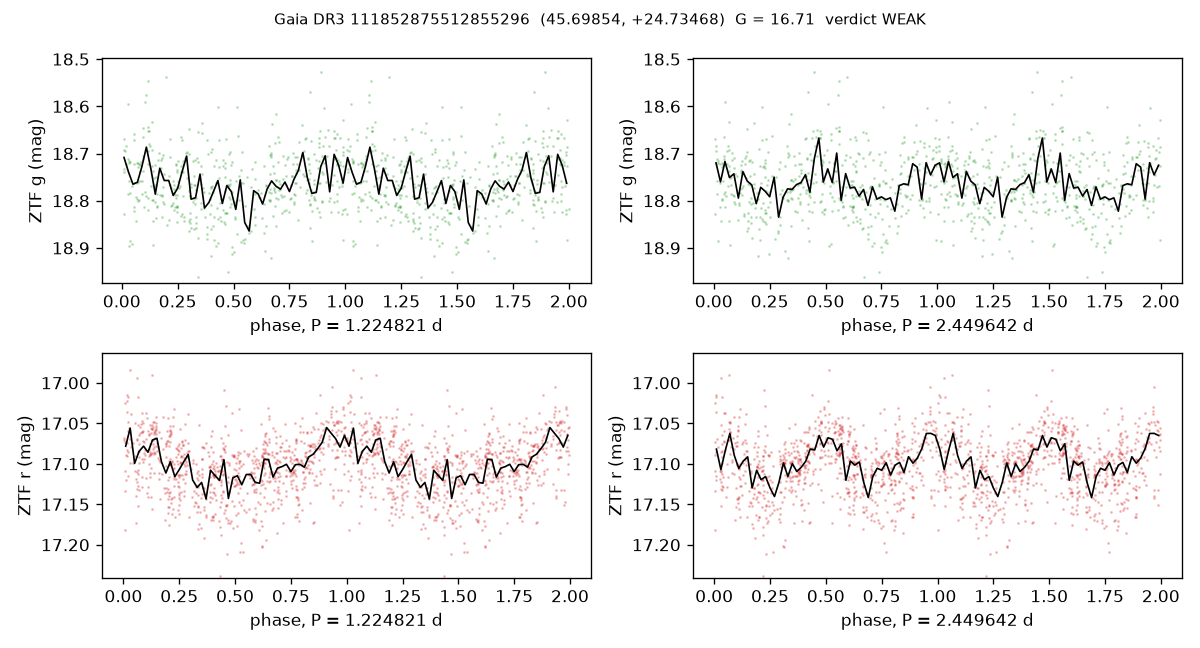 Gaia DR3 111852875512855296  (45.69854, +24.73468)  G = 16.71  verdict WEAK
ZTF g (mag)
18.5
18.6
18.7
18.8
18.9
0.00 0.25 0.50 0.75 1.00 1.25 1.50 1.75 2.00
phase, P = 1.224821 d
ZTF g (mag)
18.5
18.6
18.7
18.8
18.9
0.00 0.25 0.50 0.75 1.00 1.25 1.50 1.75 2.00
phase, P = 2.449642 d
ZTF r (mag)
17.00
17.05
17.10
17.15
17.20
0.00 0.25 0.50 0.75 1.00 1.25 1.50 1.75 2.00
phase, P = 1.224821 d
ZTF r (mag)
17.00
17.05
17.10
17.15
17.20
0.00 0.25 0.50 0.75 1.00 1.25 1.50 1.75 2.00
phase, P = 2.449642 d